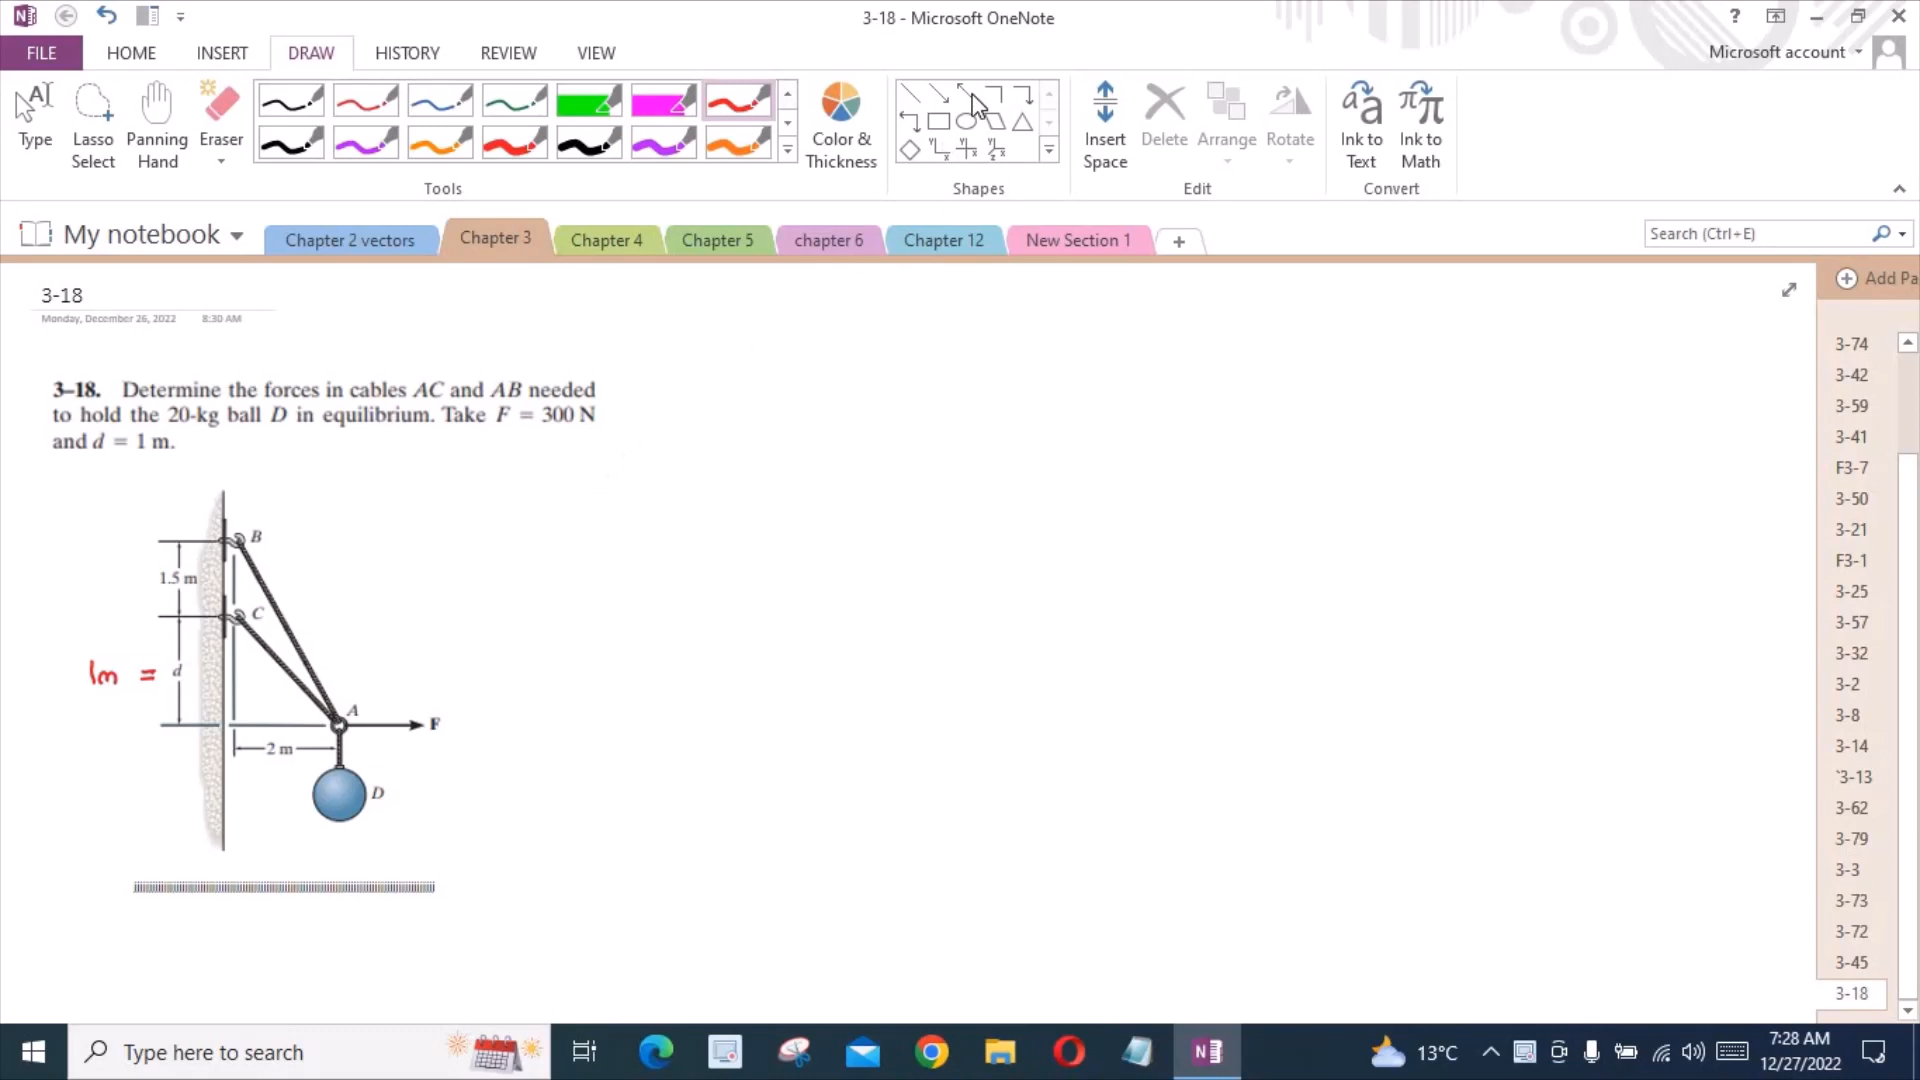 3-18 - Microsoft OneNote
?
FILE HOME INSERT DRAW HISTORY REVIEW VIEW
Microsoft account
Type
Lasso Select
Panning Hand
Eraser
Color & Thickness
Insert Space
Delete
Arrange
Rotate
Ink to Text
Ink to Math
Tools
Shapes
Edit
Convert
My notebook
Chapter 2 vectors
Chapter 3
Chapter 4
Chapter 5
chapter 6
Chapter 12
New Section 1
Search (Ctrl+E)
3-18
Monday, December 26, 2022 8:30 AM
Add Pa
3–18. Determine the forces in cables AC and AB needed
to hold the 20-kg ball D in equilibrium. Take F = 300 N
and d = 1 m.
B
1.5 m
C
1m = d
A
F
2 m
D
3-74
3-42
3-59
3-41
F3-7
3-50
3-21
F3-1
3-25
3-57
3-32
3-2
3-8
3-14
`3-13
3-62
3-79
3-3
3-73
3-72
3-45
3-18
Type here to search
13°C
7:28 AM
12/27/2022